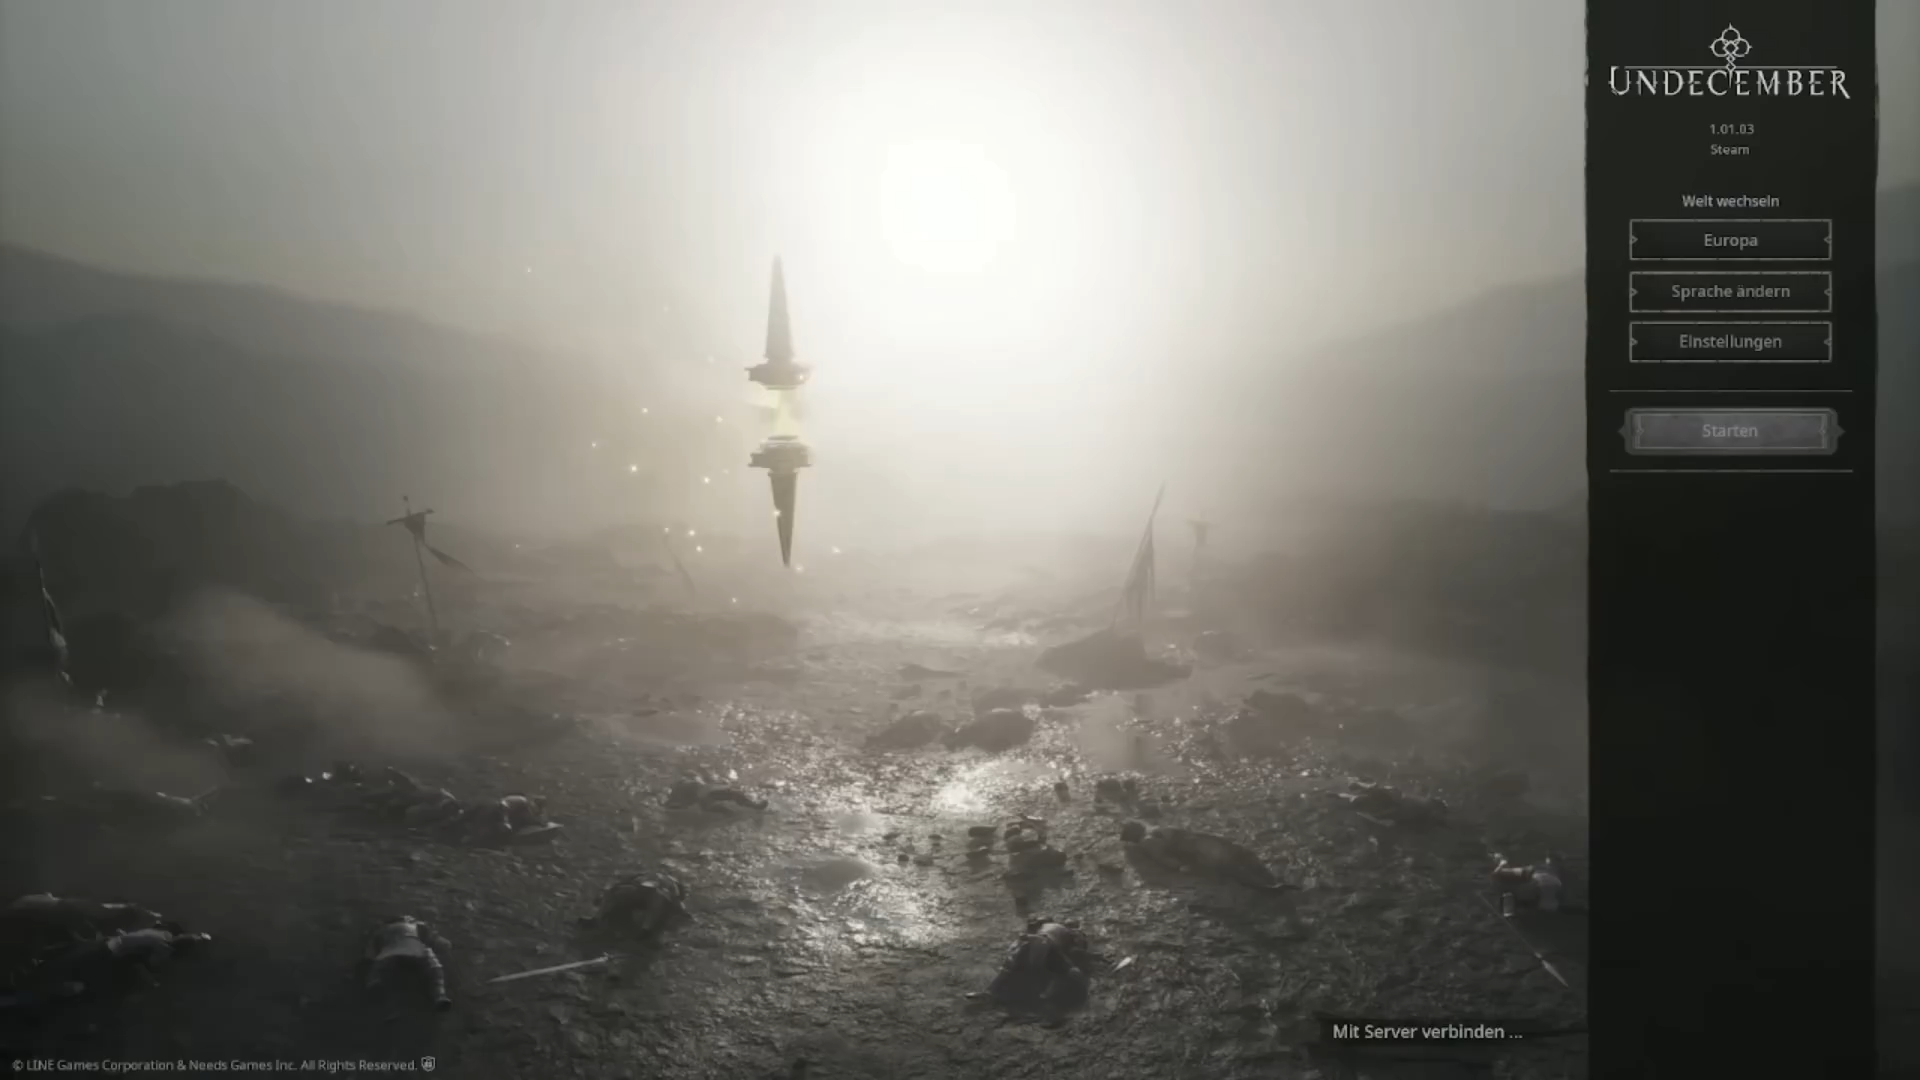 UNDECEMBER
1.01.03
Steam
Welt wechseln
Europa
Sprache ändern
Einstellungen
Starten
Mit Server verbinden ...
© LINE Games Corporation & Needs Games Inc. All Rights Reserved.